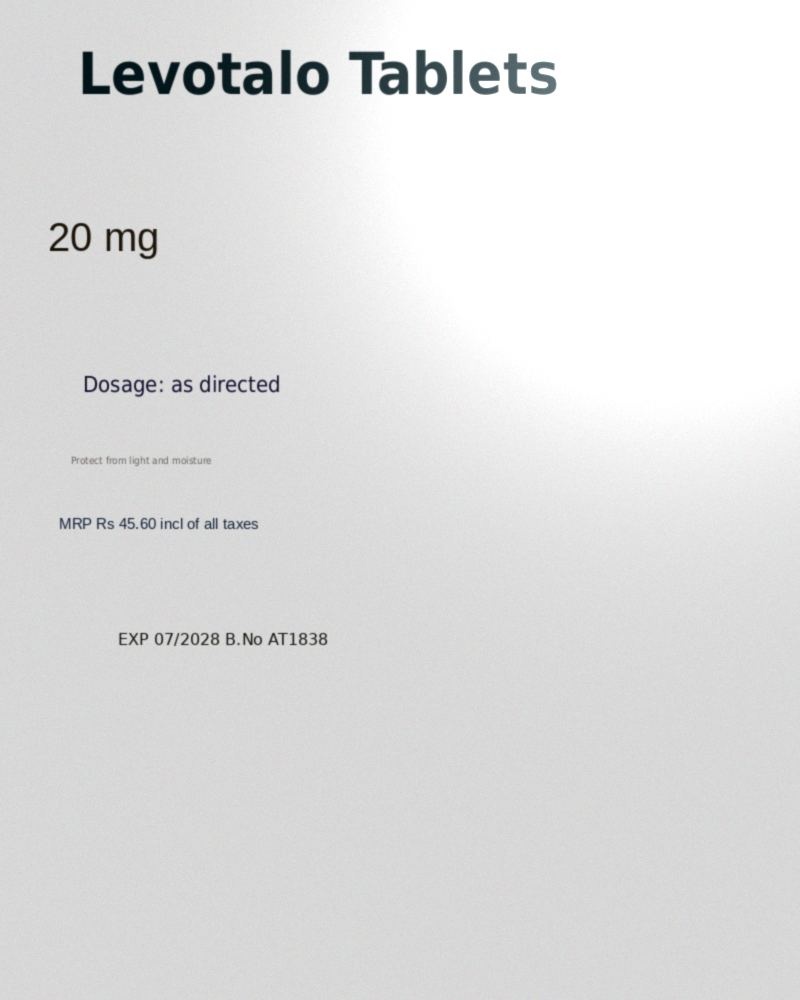 Levotalo Tablets
20 mg
Dosage: as directed
Protect from light and moisture
MRP Rs 45.60 incl of all taxes
EXP 07/2028 B.No AT1838